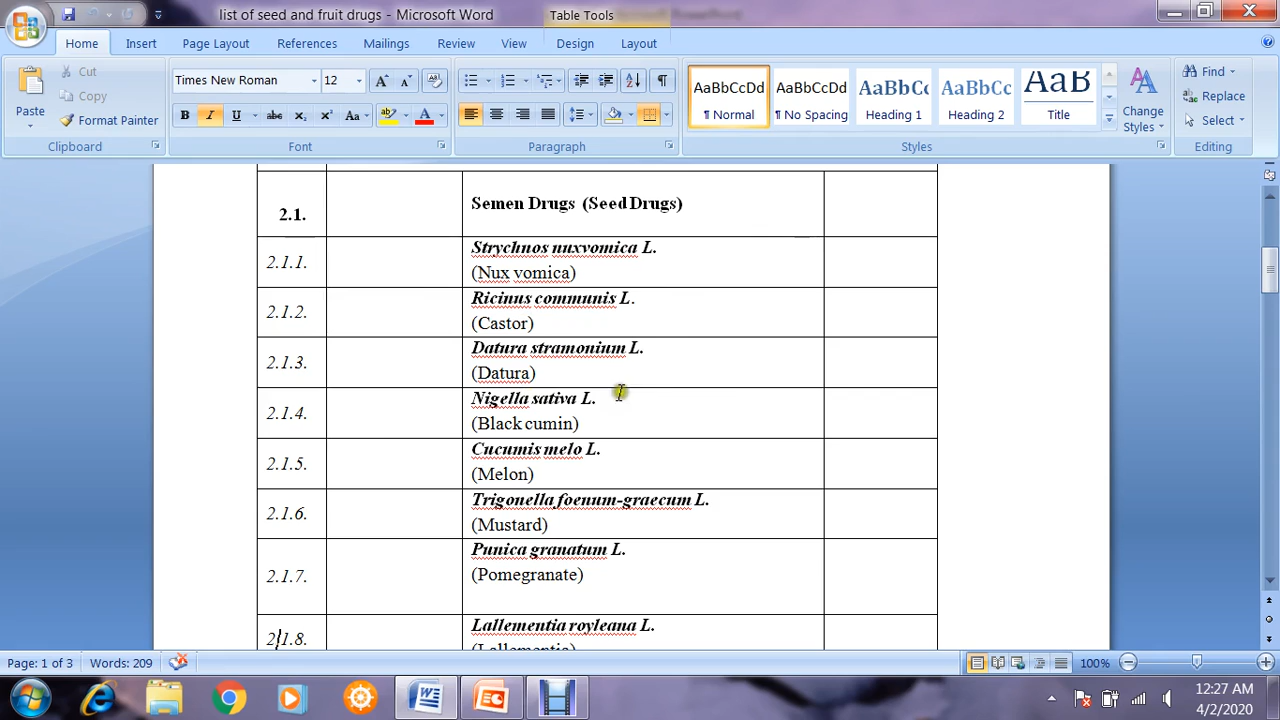 list of seed and fruit drugs - Microsoft Word
Table Tools
Home
Insert
Page Layout
References
Mailings
Review
View
Design
Layout
Paste
Cut
Copy
Format Painter
Clipboard
Times New Roman
12
Font
Paragraph
AaBbCcDd
¶ Normal
AaBbCcDd
¶ No Spacing
AaBbCc
Heading 1
AaBbCc
Heading 2
AaB
Title
Change
Styles
Styles
Find
Replace
Select
Editing
2.1.
Semen Drugs (Seed Drugs)
2.1.1.
Strychnos nuxvomica L.
(Nux vomica)
2.1.2.
Ricinus communis L.
(Castor)
2.1.3.
Datura stramonium L.
(Datura)
2.1.4.
Nigella sativa L.
(Black cumin)
2.1.5.
Cucumis melo L.
(Melon)
2.1.6.
Trigonella foenum-graecum L.
(Mustard)
2.1.7.
Punica granatum L.
(Pomegranate)
2.1.8.
Lallementia royleana L.
(Lallementia)
Page: 1 of 3
Words: 209
100%
12:27 AM
4/2/2020